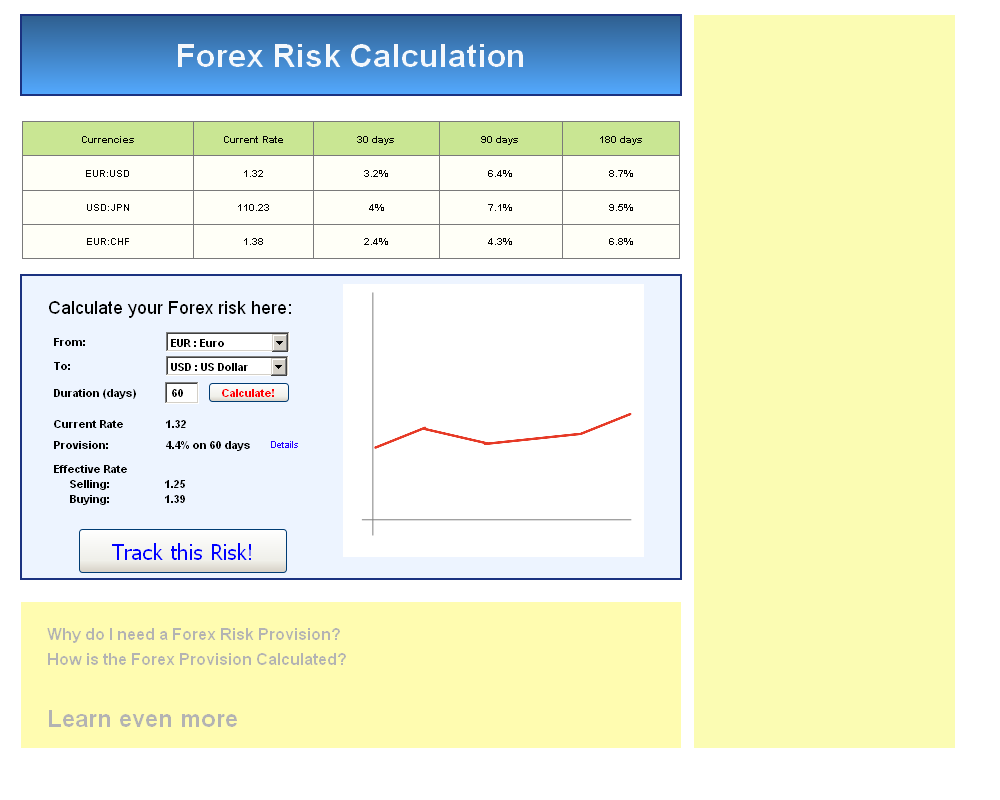 Forex Risk Calculation
Currencies Current Rate 30 days 90 days 180 days
EUR:USD 1.32 3.2% 6.4% 8.7%
USD:JPN 110.23 4% 7.1% 9.5%
EUR:CHF 1.38 2.4% 4.3% 6.8%
Calculate your Forex risk here:
From: EUR : Euro
To: USD : US Dollar
Duration (days) 60 Calculate!
Current Rate 1.32
Provision: 4.4% on 60 days Details
Effective Rate
Selling: 1.25
Buying: 1.39
Track this Risk!
Why do I need a Forex Risk Provision?
How is the Forex Provision Calculated?
Learn even more